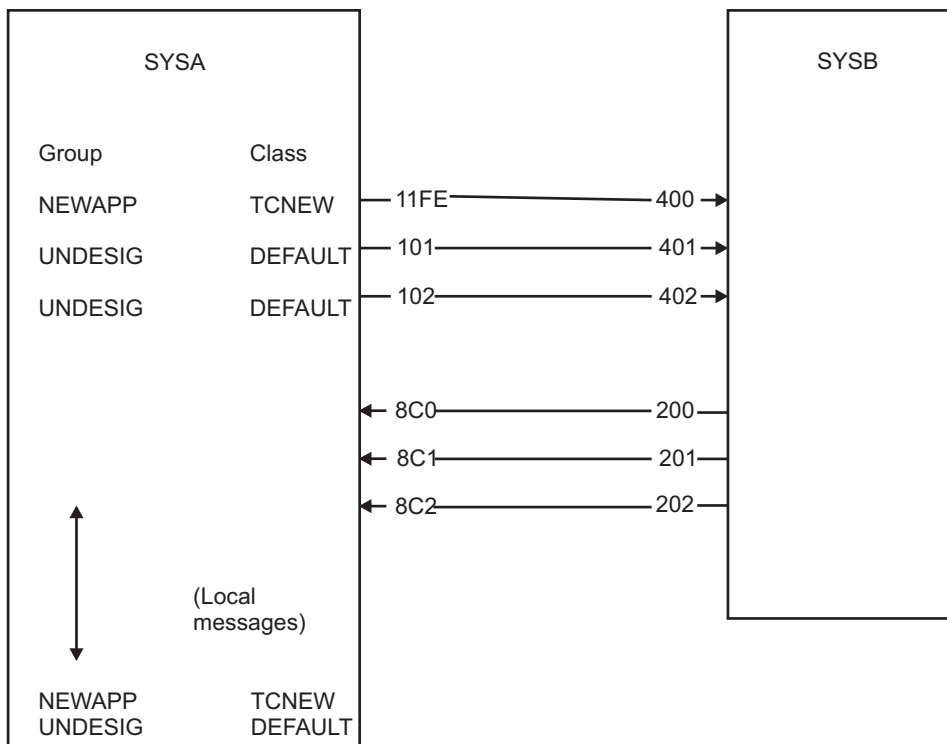 SYSA SYSB
Group Class
NEWAPP TCNEW 11FE 400
UNDESIG DEFAULT 101 401
UNDESIG DEFAULT 102 402
8C0 200
8C1 201
8C2 202
(Local
messages)
NEWAPP TCNEW
UNDESIG DEFAULT